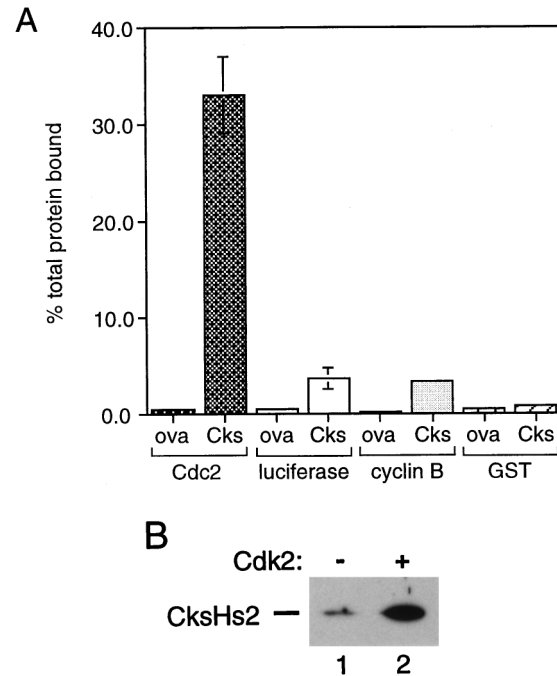 A
% total protein bound
40.0
30.0
20.0
10.0
0.0
ova Cks ova Cks ova Cks ova Cks
Cdc2 luciferase cyclin B GST
B
Cdk2: - +
CksHs2
1 2